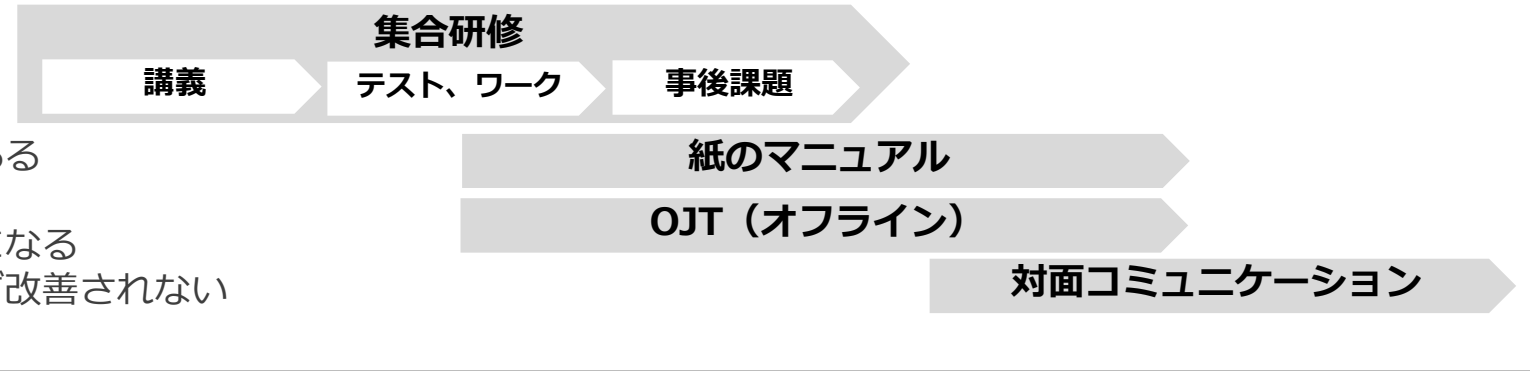 集合研修
講義
テスト、ワーク
事後課題
ある
紙のマニュアル
OJT（オフライン）
なる
改善されない
対面コミュニケーション